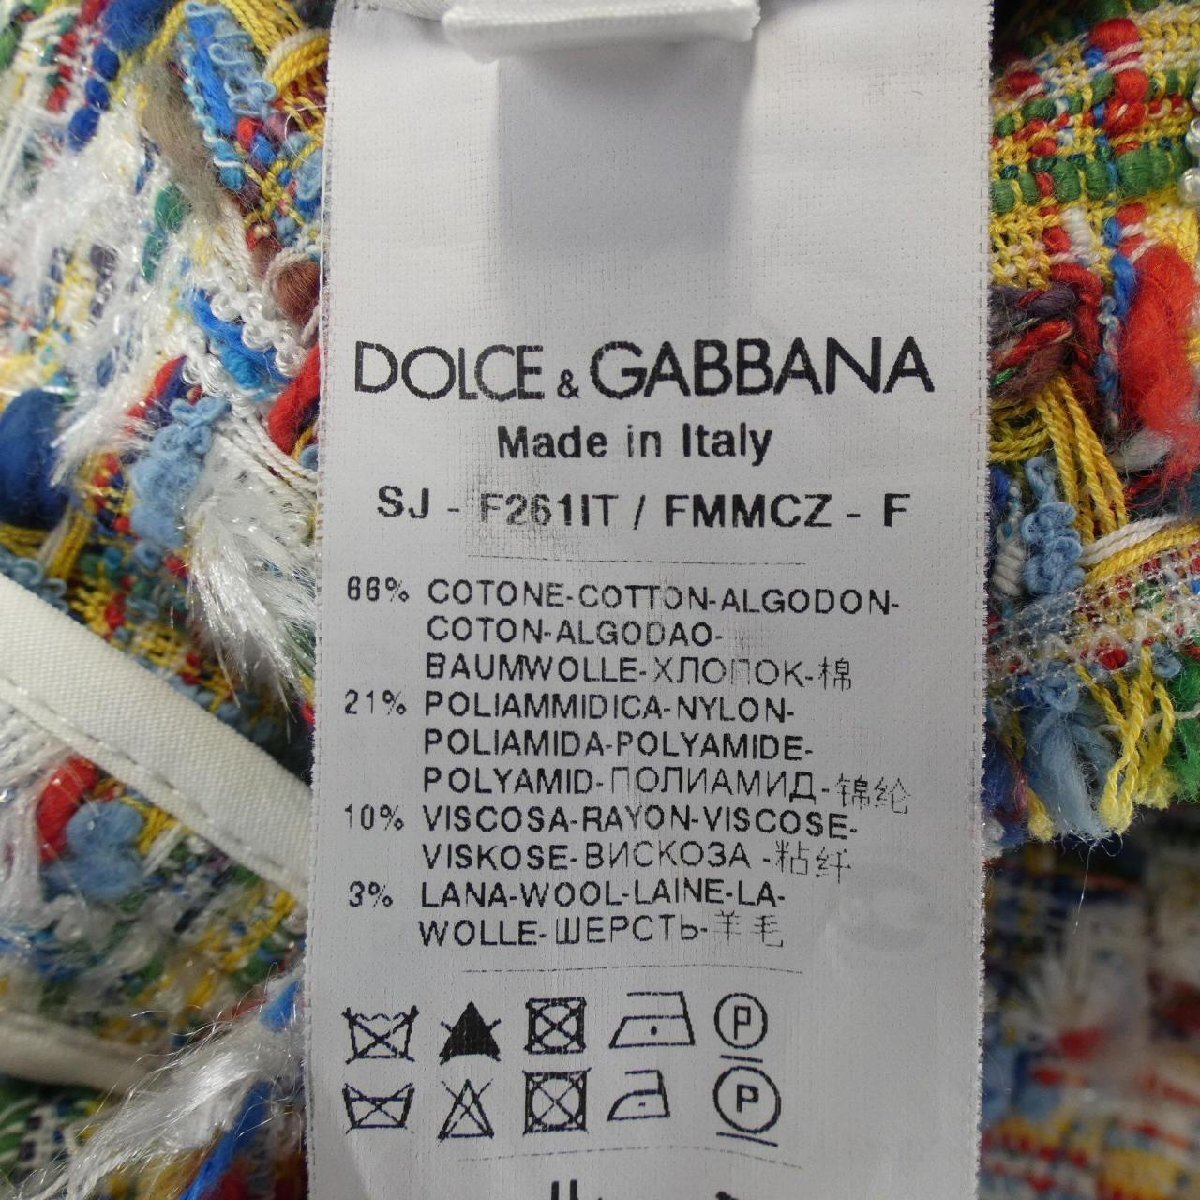 DOLCE & GABBANA
Made in Italy
SJ - F261IT / FMMCZ - F
66% COTONE-COTTON-ALGODON-
COTON-ALGODAO-
BAUMWOLLE-ХЛОПОК-棉
21% POLIAMMIDICA-NYLON-
POLIAMIDA-POLYAMIDE-
POLYAMID-ПОЛИАМИД-锦纶
10% VISCOSA-RAYON-VISCOSE-
VISKOSE-ВИСКОЗА -粘纤
3% LANA-WOOL-LAINE-LA-
WOLLE-ШЕРСТЬ-羊毛
P
P